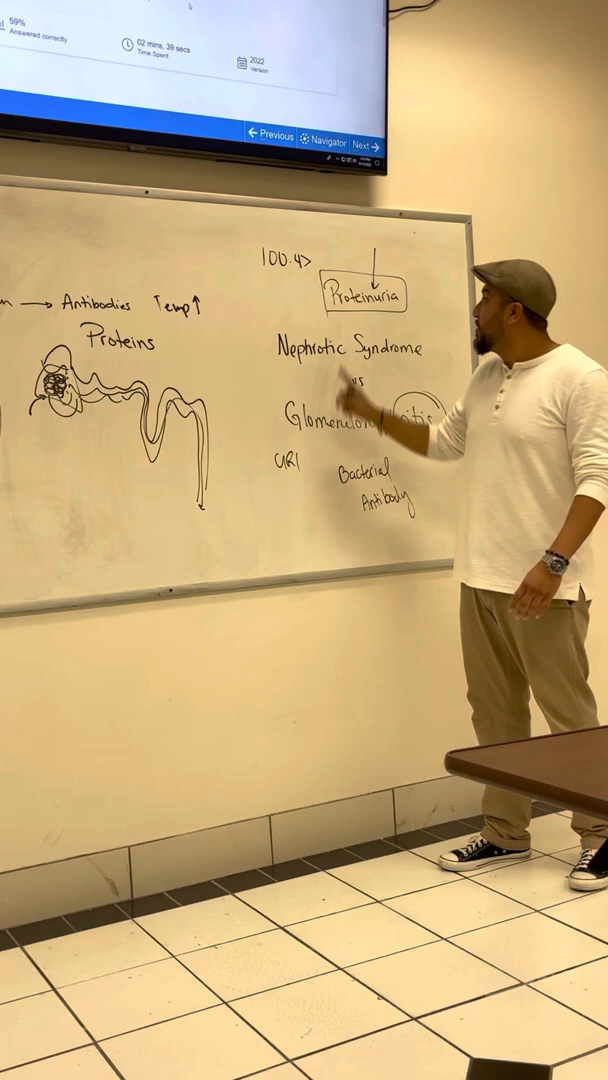 59%
Answered correctly
02 mins, 39 secs
Time Spent
2022
Version
Previous
Navigator
Next
100.4>
Proteinuria
Antibodies Temp↑
Proteins
Nephrotic Syndrome
vs
URI
Bacterial
Antibody